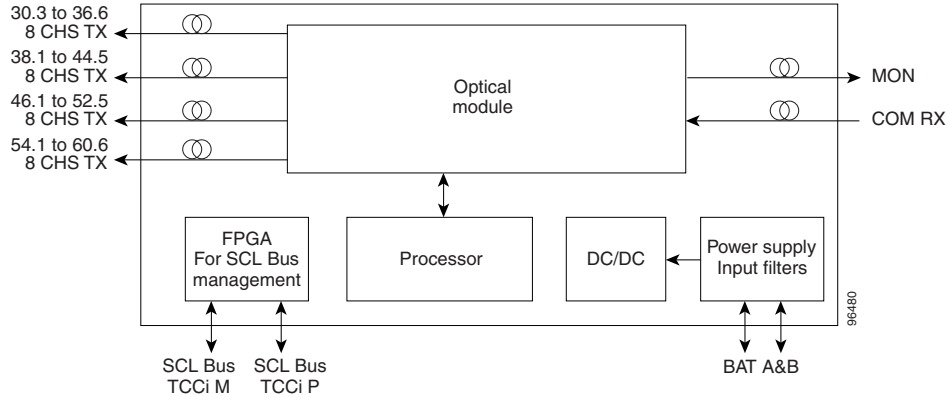 30.3 to 36.6
8 CHS TX
38.1 to 44.5
8 CHS TX
46.1 to 52.5
8 CHS TX
54.1 to 60.6
8 CHS TX
Optical
module
MON
COM RX
FPGA
For SCL Bus
management
Processor
DC/DC
Power supply
Input filters
96480
SCL Bus
TCCi M
SCL Bus
TCCi P
BAT A&B